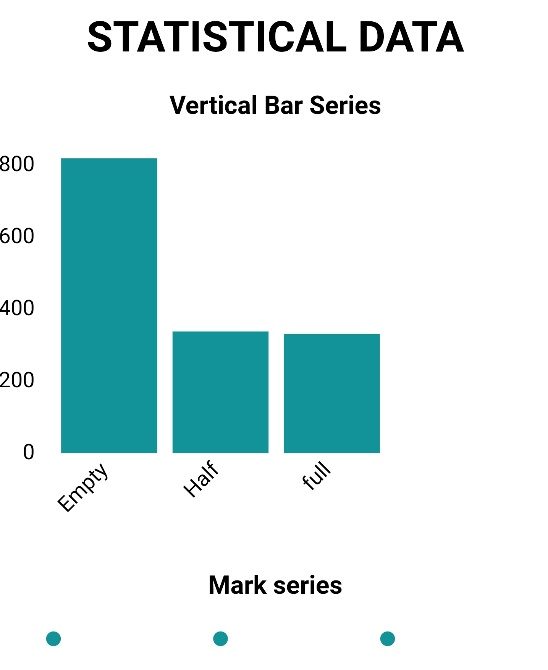 STATISTICAL DATA
Vertical Bar Series
800
600
400
200
0
Empty
Half
full
Mark series